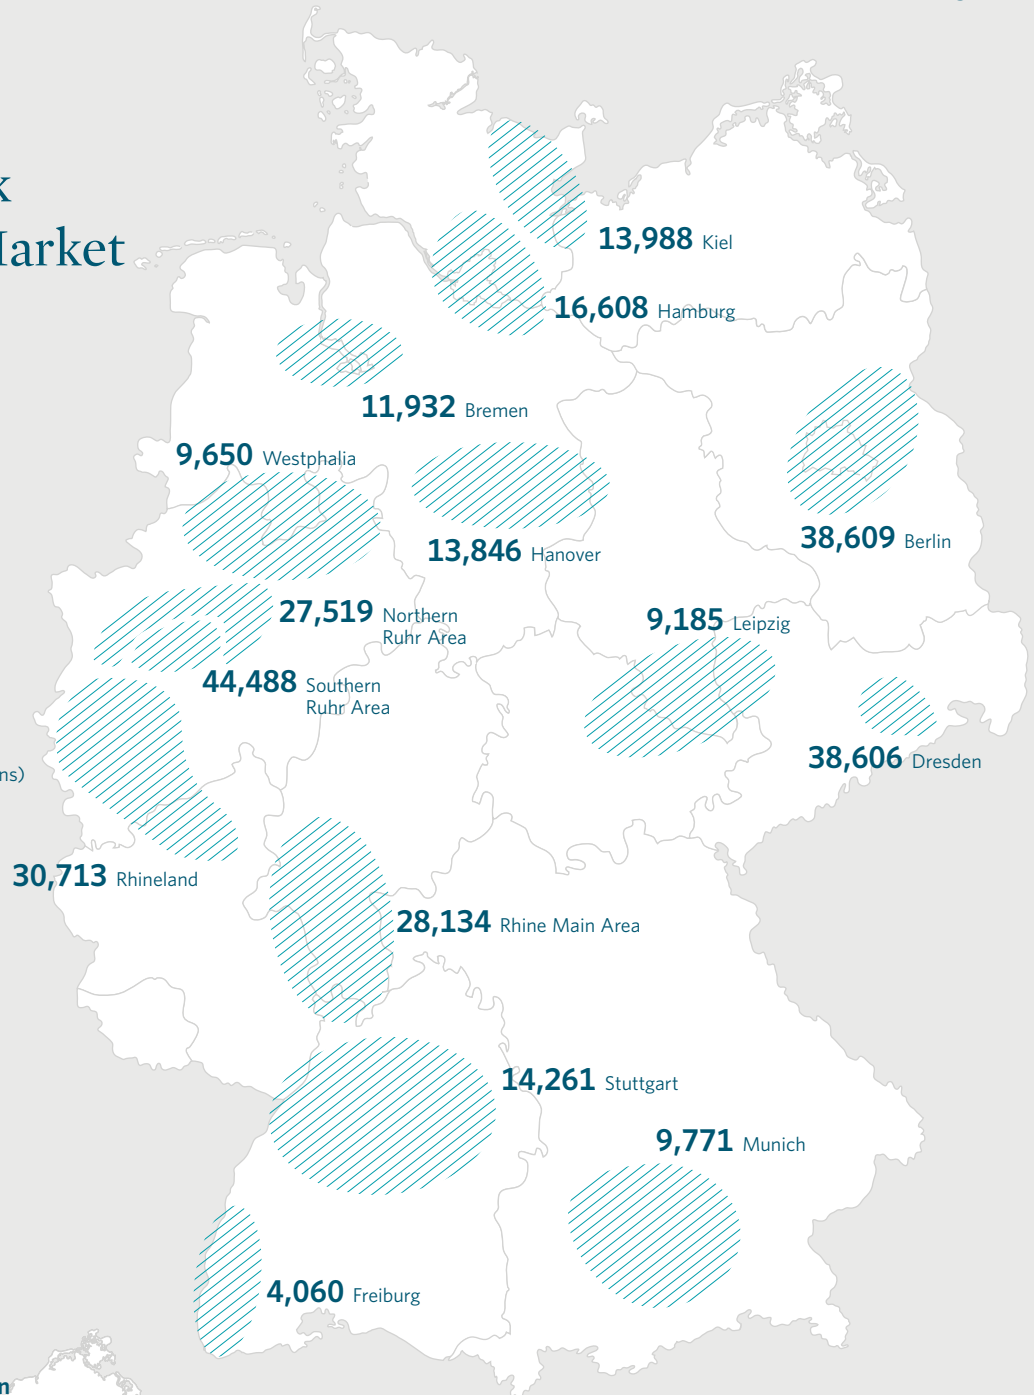 13,988 Kiel
16,608 Hamburg
11,932 Bremen
9,650 Westphalia
13,846 Hanover
38,609 Berlin
27,519 Northern
Ruhr Area
9,185 Leipzig
44,488 Southern
Ruhr Area
38,606 Dresden
30,713 Rhineland
28,134 Rhine Main Area
14,261 Stuttgart
9,771 Munich
4,060 Freiburg